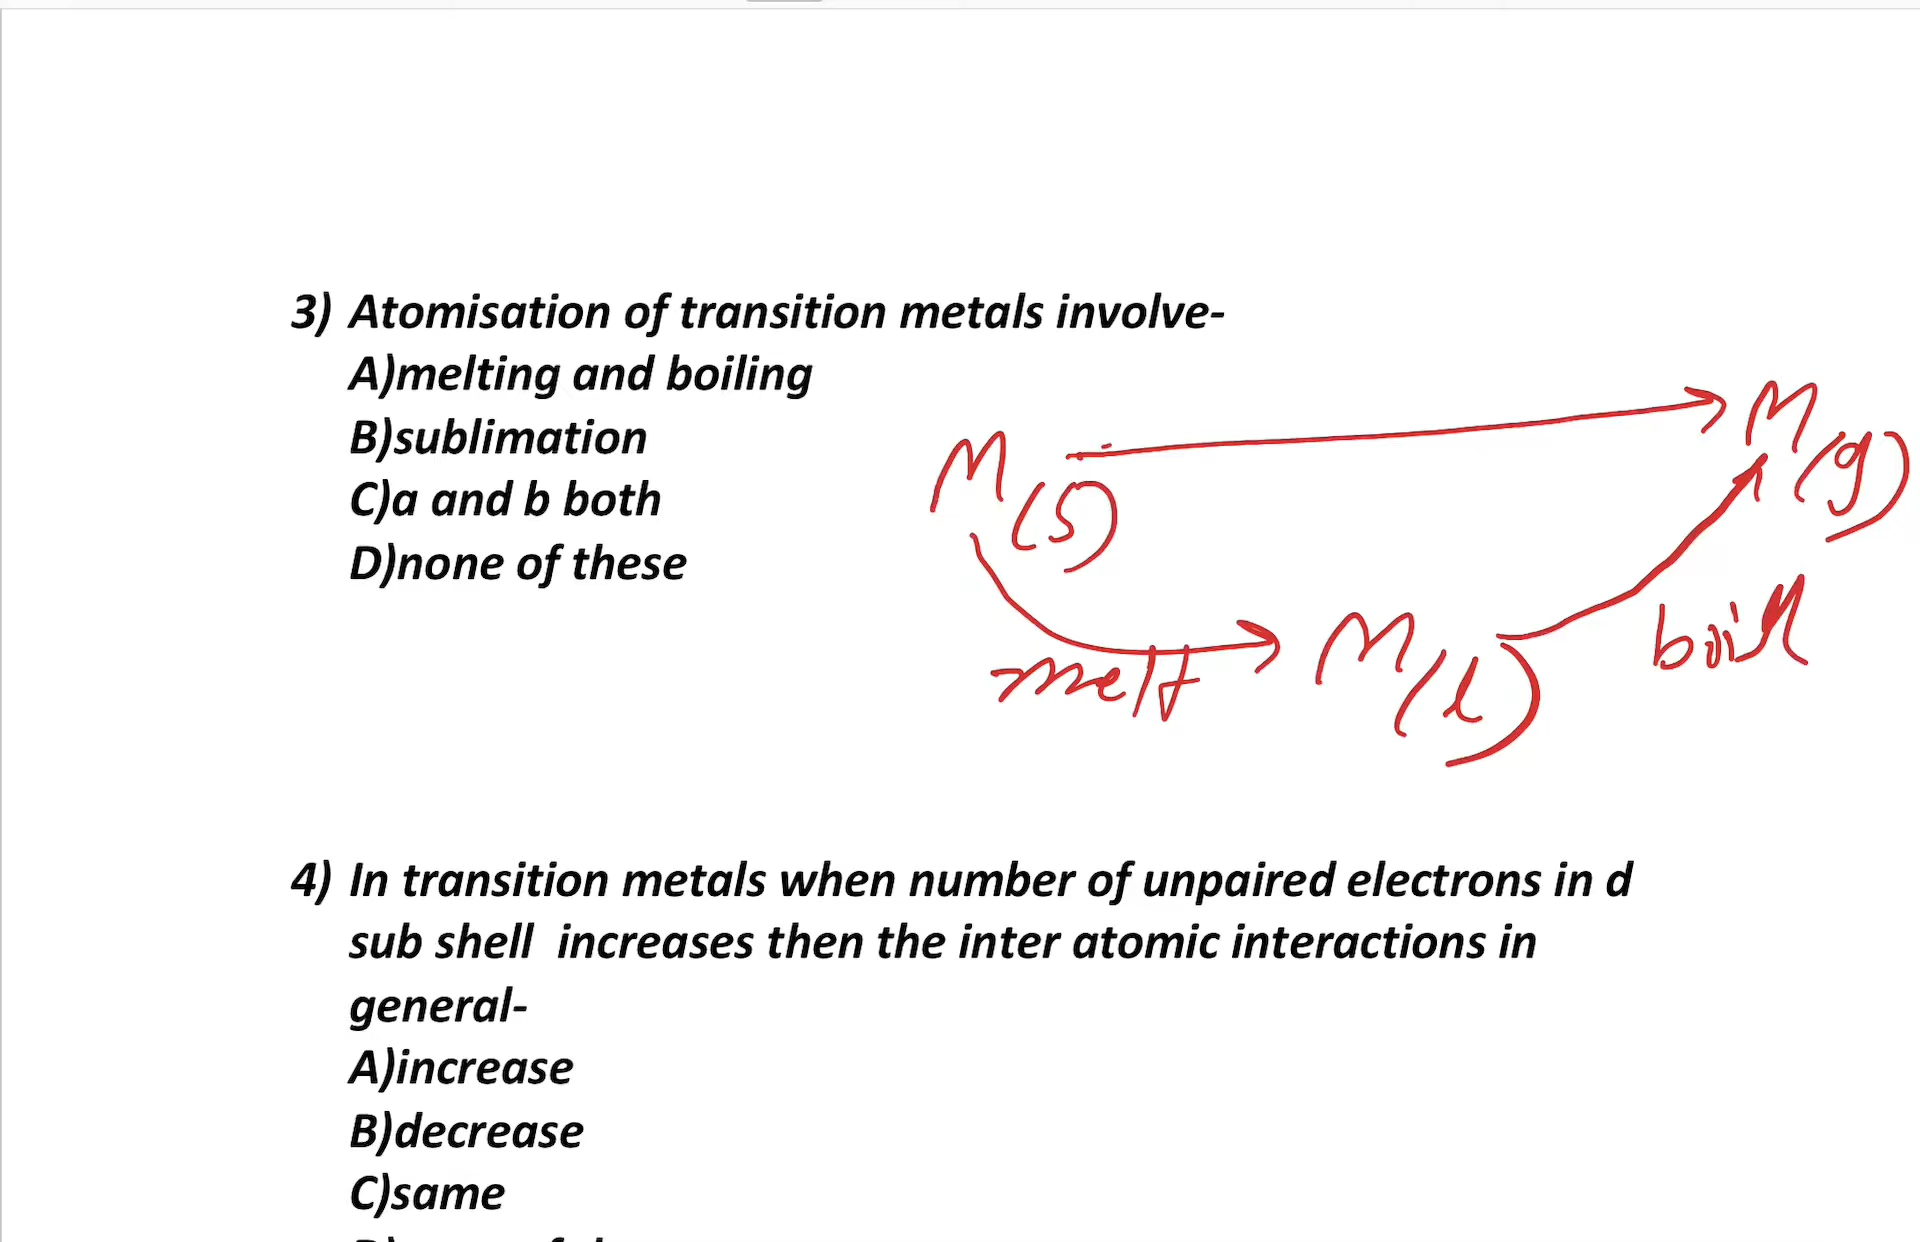 3) Atomisation of transition metals involve-
A)melting and boiling
B)sublimation
C)a and b both
D)none of these
M(s)
M(g)
melt
M(l)
boil
4) In transition metals when number of unpaired electrons in d
sub shell increases then the inter atomic interactions in
general-
A)increase
B)decrease
C)same